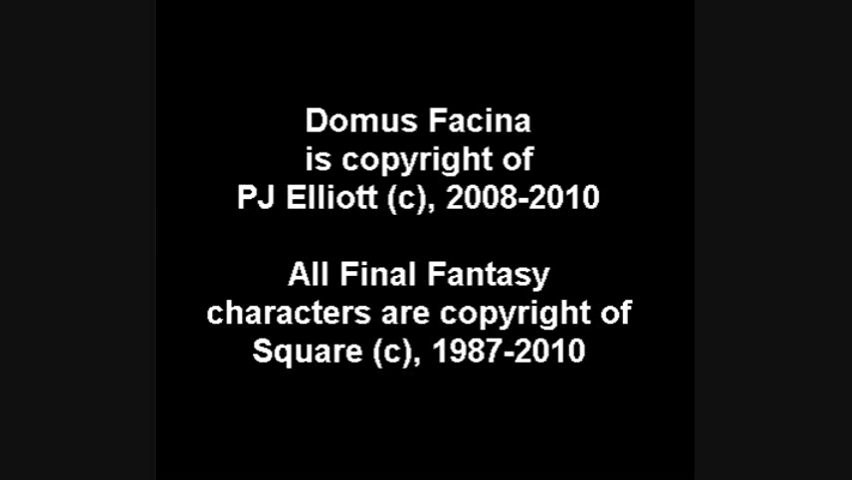 Domus Facina
is copyright of
PJ Elliott (c), 2008-2010
All Final Fantasy
characters are copyright of
Square (c), 1987-2010